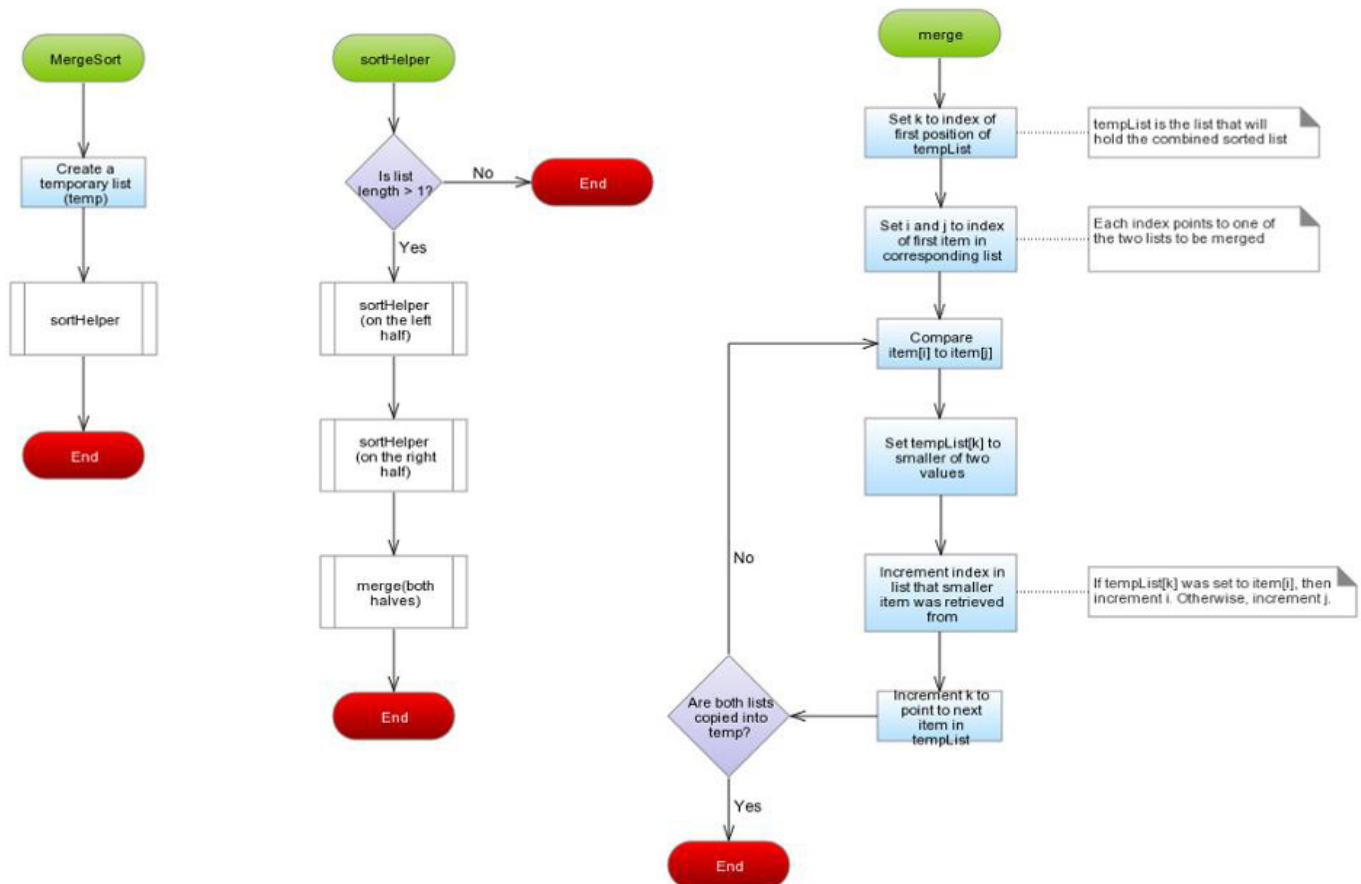 MergeSort
Create a
temporary list
(temp)
sortHelper
End
sortHelper
Is list
length > 1?
No
End
Yes
sortHelper
(on the left
half)
sortHelper
(on the right
half)
merge(both
halves)
End
merge
Set k to index of
first position of
tempList
tempList is the list that will
hold the combined sorted list
Set i and j to index
of first item in
corresponding list
Each index points to one of
the two lists to be merged
Compare
item[i] to item[j]
Set tempList[k] to
smaller of two
values
Increment index in
list that smaller
item was retrieved
from
If tempList[k] was set to item[i], then
increment i. Otherwise, increment j.
Increment k to
point to next
item in
tempList
Are both lists
copied into
temp?
No
Yes
End